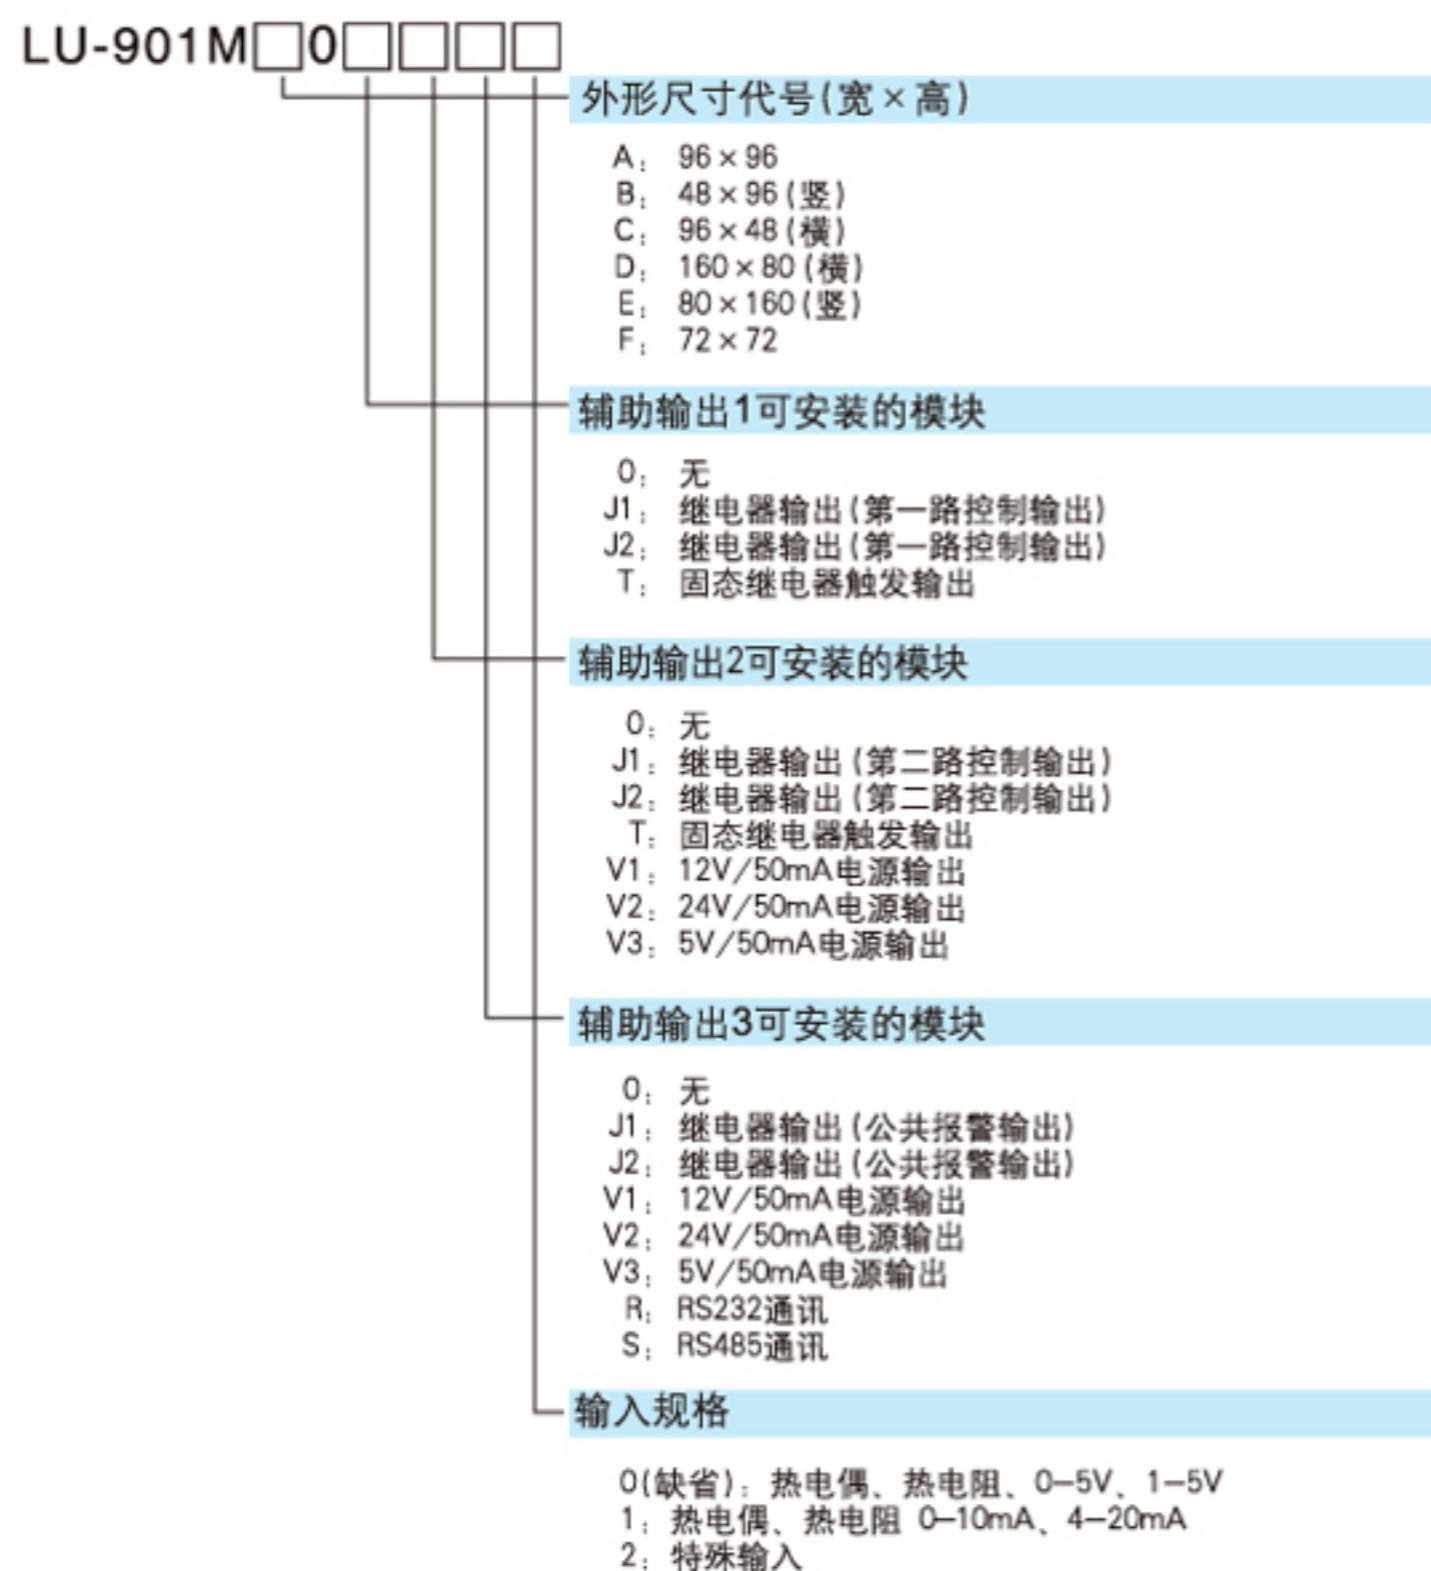 LU-901M□0□□□□
外形尺寸代号(宽×高)
A: 96×96
B: 48×96(竖)
C: 96×48(横)
D: 160×80(横)
E: 80×160(竖)
F: 72×72
辅助输出1可安装的模块
0: 无
J1: 继电器输出(第一路控制输出)
J2: 继电器输出(第一路控制输出)
T: 固态继电器触发输出
辅助输出2可安装的模块
0: 无
J1: 继电器输出(第二路控制输出)
J2: 继电器输出(第二路控制输出)
T: 固态继电器触发输出
V1: 12V/50mA电源输出
V2: 24V/50mA电源输出
V3: 5V/50mA电源输出
辅助输出3可安装的模块
0: 无
J1: 继电器输出(公共报警输出)
J2: 继电器输出(公共报警输出)
V1: 12V/50mA电源输出
V2: 24V/50mA电源输出
V3: 5V/50mA电源输出
R: RS232通讯
S: RS485通讯
输入规格
0(缺省): 热电偶、热电阻、0-5V、1-5V
1: 热电偶、热电阻 0-10mA、4-20mA
2: 特殊输入